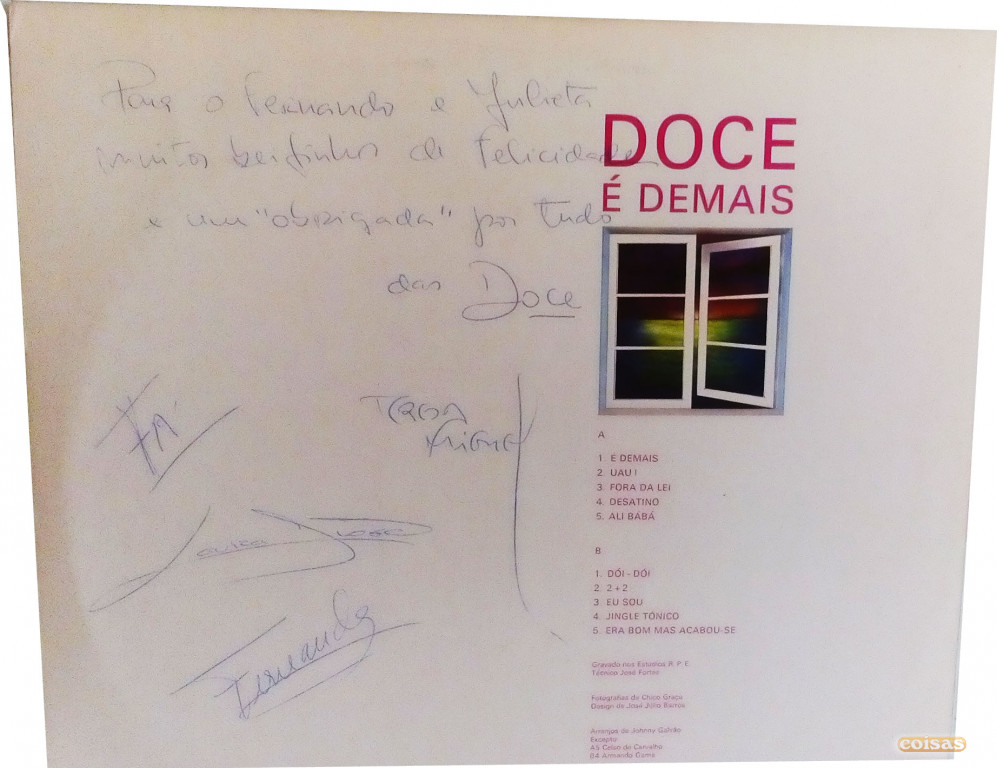 Para o Fernando e Julieta
muitos beijinhos de Felicidades
e um "obrigada" por tudo
das Doce
FÁ
TERESA
MIGUEL
Fernanda
DOCE
É DEMAIS
A
1. E DEMAIS
2. UAU !
3. FORA DA LEI
4. DESATINO
5. ALI BÁBÁ
B
1. DÓI - DÓI
2. 2 + 2
3. EU SOU
4. JINGLE TÓNICO
5. ERA BOM MAS ACABOU-SE
Gravado nos Estúdios R. P. E.
Técnico José Fortes
Fotografias de Chico Graça
Design de José Júlio Barros
Arranjos de Johnny Galvão
Excepto:
A5 Celso de Carvalho
B4 Armando Gama
coisas